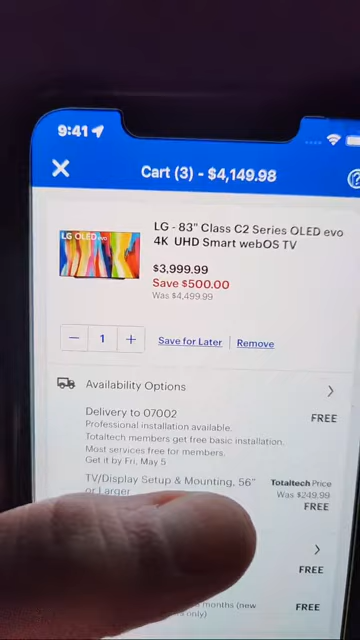 9:41
Cart (3) - $4,149.98
LG OLED evo
LG - 83" Class C2 Series OLED evo
4K UHD Smart webOS TV
$3,999.99
Save $500.00
Was $4,499.99
1
Save for Later
Remove
Availability Options
Delivery to 07002
FREE
Professional installation available.
Totaltech members get free basic installation.
Most services free for members.
Get it by Fri, May 5
TV/Display Setup & Mounting, 56"
or Larger
Totaltech Price
Was $249.99
FREE
FREE
months (new
only)
FREE